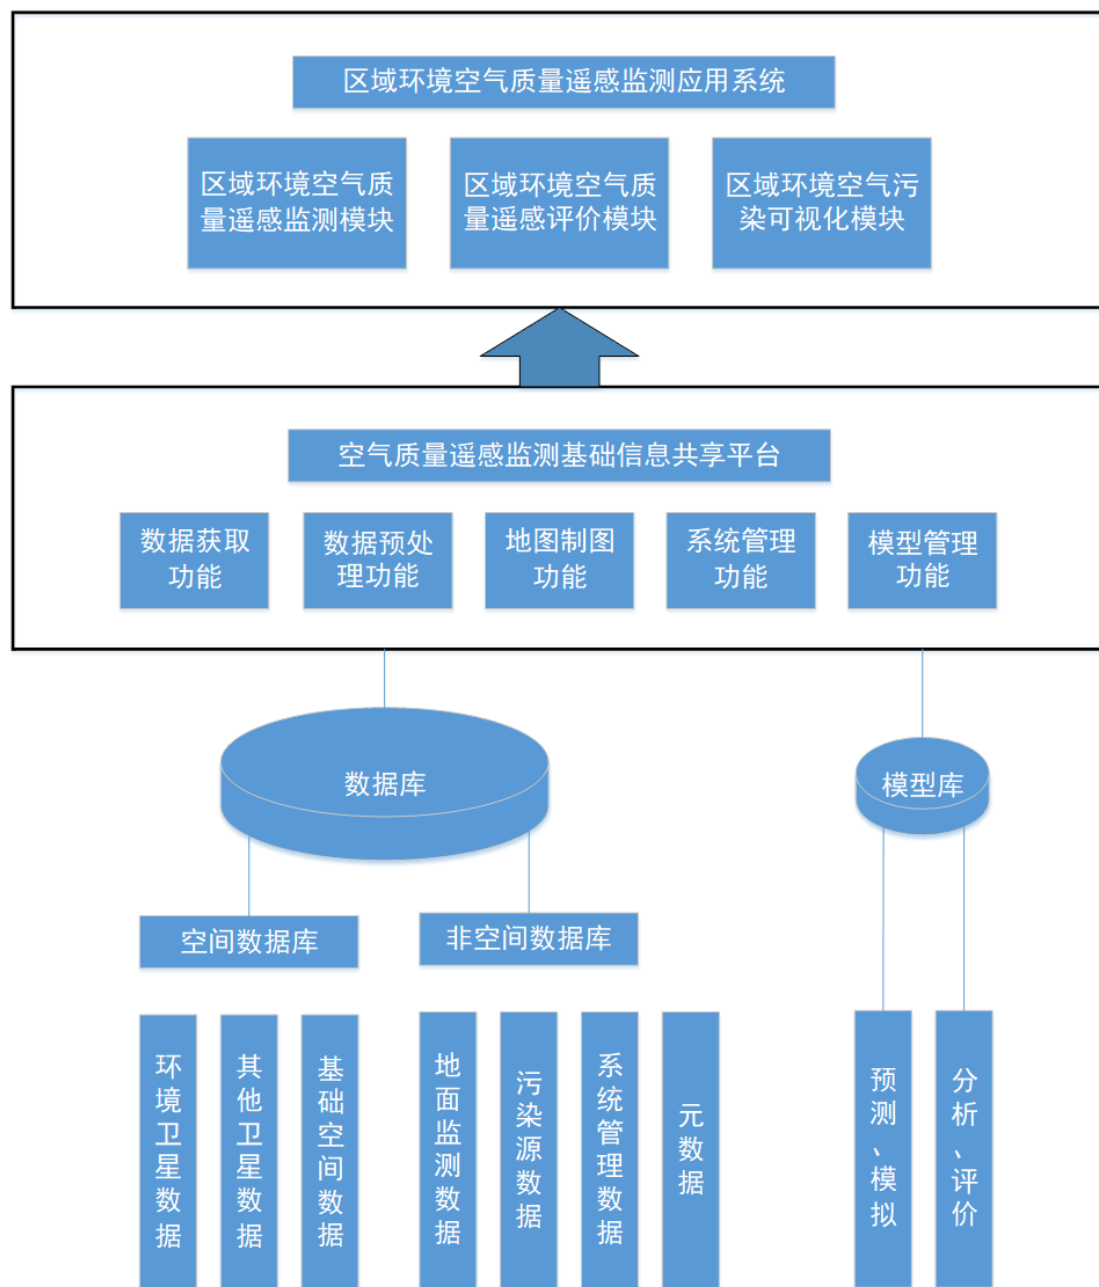 区域环境空气质量遥感监测应用系统
区域环境空气质
量遥感监测模块
区域环境空气质
量遥感评价模块
区域环境空气污
染可视化模块
空气质量遥感监测基础信息共享平台
数据获取
功能
数据预处
理功能
地图制图
功能
系统管理
功能
模型管理
功能
数据库
模型库
空间数据库
非空间数据库
环境卫星数据
其他卫星数据
基础空间数据
地面监测数据
污染源数据
系统管理数据
元数据
预测、模拟
分析、评价